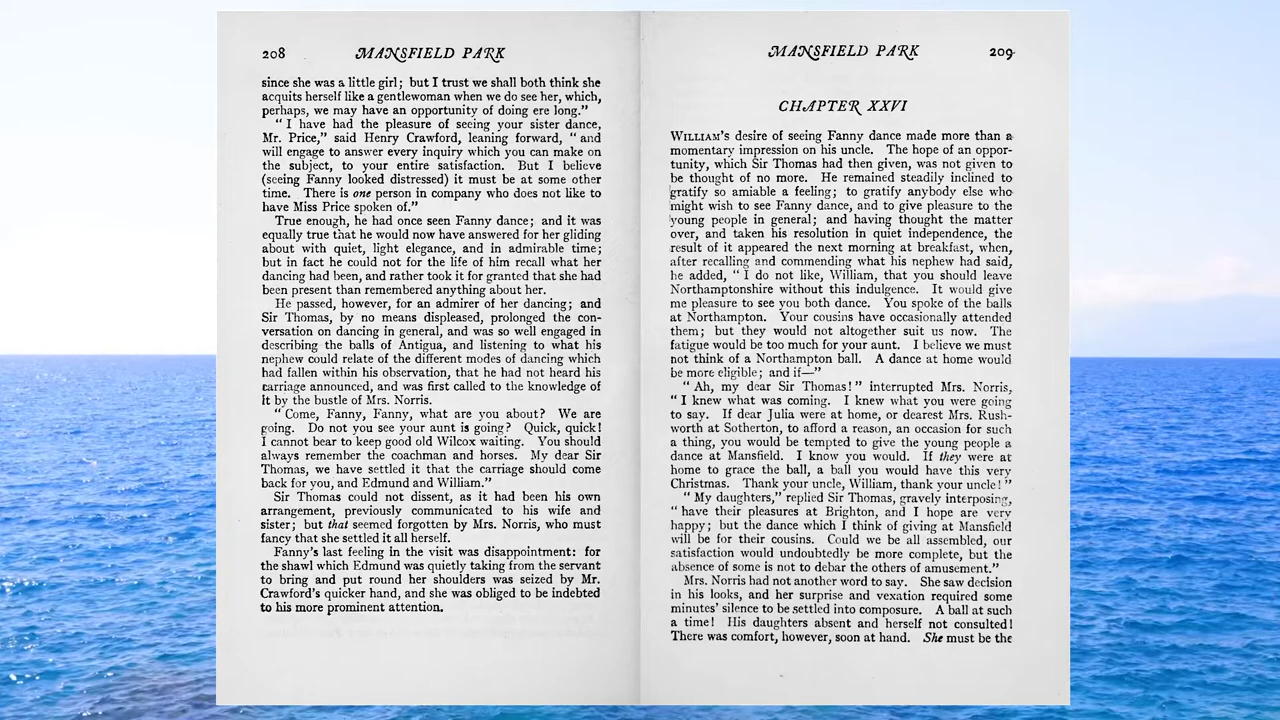 208 MANSFIELD PARK
since she was a little girl; but I trust we shall both think she
acquits herself like a gentlewoman when we do see her, which,
perhaps, we may have an opportunity of doing ere long.”
“ I have had the pleasure of seeing your sister dance,
Mr. Price,” said Henry Crawford, leaning forward, “ and
will engage to answer every inquiry which you can make on
the subject, to your entire satisfaction. But I believe
(seeing Fanny looked distressed) it must be at some other
time. There is one person in company who does not like to
have Miss Price spoken of.”
True enough, he had once seen Fanny dance; and it was
equally true that he would now have answered for her gliding
about with quiet, light elegance, and in admirable time;
but in fact he could not for the life of him recall what her
dancing had been, and rather took it for granted that she had
been present than remembered anything about her.
He passed, however, for an admirer of her dancing; and
Sir Thomas, by no means displeased, prolonged the con-
versation on dancing in general, and was so well engaged in
describing the balls of Antigua, and listening to what his
nephew could relate of the different modes of dancing which
had fallen within his observation, that he had not heard his
carriage announced, and was first called to the knowledge of
it by the bustle of Mrs. Norris.
“ Come, Fanny, Fanny, what are you about? We are
going. Do not you see your aunt is going? Quick, quick!
I cannot bear to keep good old Wilcox waiting. You should
always remember the coachman and horses. My dear Sir
Thomas, we have settled it that the carriage should come
back for you, and Edmund and William.”
Sir Thomas could not dissent, as it had been his own
arrangement, previously communicated to his wife and
sister; but that seemed forgotten by Mrs. Norris, who must
fancy that she settled it all herself.
Fanny’s last feeling in the visit was disappointment: for
the shawl which Edmund was quietly taking from the servant
to bring and put round her shoulders was seized by Mr.
Crawford’s quicker hand, and she was obliged to be indebted
to his more prominent attention.
MANSFIELD PARK 209
CHAPTER XXVI
WILLIAM’S desire of seeing Fanny dance made more than a
momentary impression on his uncle. The hope of an oppor-
tunity, which Sir Thomas had then given, was not given to
be thought of no more. He remained steadily inclined to
gratify so amiable a feeling; to gratify anybody else who
might wish to see Fanny dance, and to give pleasure to the
young people in general; and having thought the matter
over, and taken his resolution in quiet independence, the
result of it appeared the next morning at breakfast, when,
after recalling and commending what his nephew had said,
he added, “ I do not like, William, that you should leave
Northamptonshire without this indulgence. It would give
me pleasure to see you both dance. You spoke of the balls
at Northampton. Your cousins have occasionally attended
them; but they would not altogether suit us now. The
fatigue would be too much for your aunt. I believe we must
not think of a Northampton ball. A dance at home would
be more eligible; and if—”
“ Ah, my dear Sir Thomas!” interrupted Mrs. Norris,
“ I knew what was coming. I knew what you were going
to say. If dear Julia were at home, or dearest Mrs. Rush-
worth at Sotherton, to afford a reason, an occasion for such
a thing, you would be tempted to give the young people a
dance at Mansfield. I know you would. If they were at
home to grace the ball, a ball you would have this very
Christmas. Thank your uncle, William, thank your uncle!”
“ My daughters,” replied Sir Thomas, gravely interposing,
“ have their pleasures at Brighton, and I hope are very
happy; but the dance which I think of giving at Mansfield
will be for their cousins. Could we be all assembled, our
satisfaction would undoubtedly be more complete, but the
absence of some is not to debar the others of amusement.”
Mrs. Norris had not another word to say. She saw decision
in his looks, and her surprise and vexation required some
minutes’ silence to be settled into composure. A ball at such
a time! His daughters absent and herself not consulted!
There was comfort, however, soon at hand. She must be the